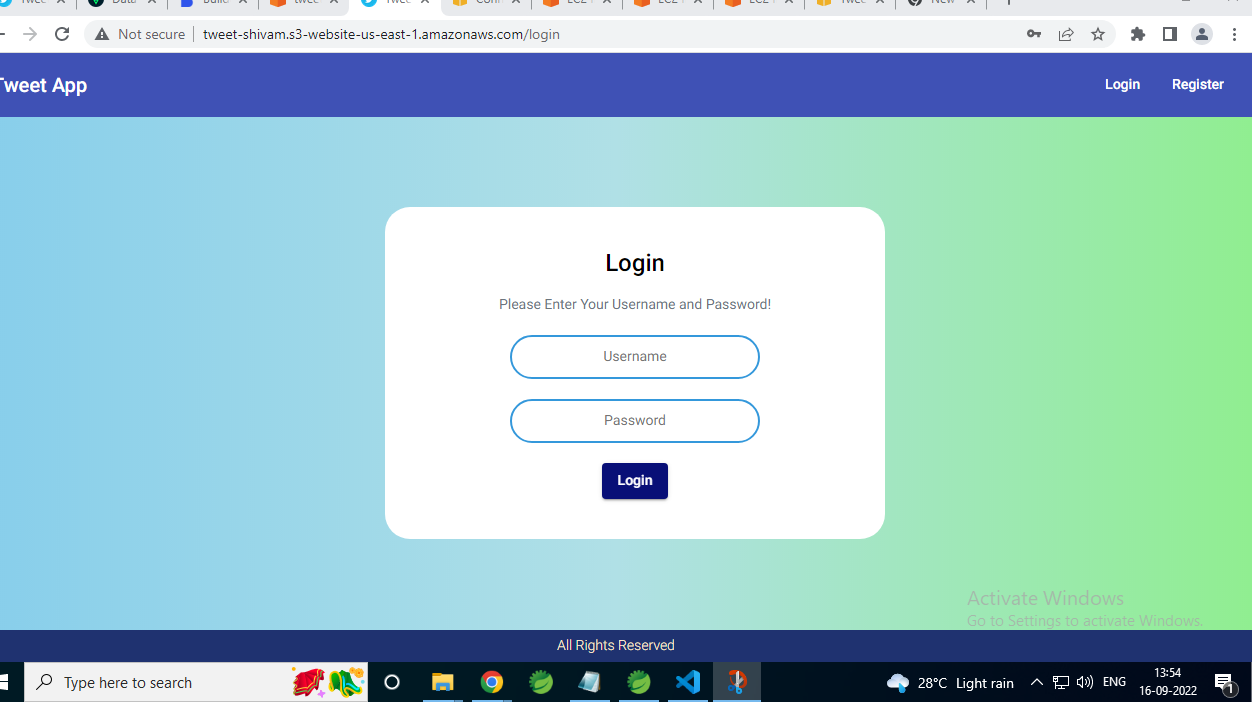 Not secure
tweet-shivam.s3-website-us-east-1.amazonaws.com/login
Tweet App
Login
Register
Login
Please Enter Your Username and Password!
Username
Password
Login
Activate Windows
Go to Settings to activate Windows.
All Rights Reserved
Type here to search
28°C Light rain
ENG
13:54
16-09-2022
1